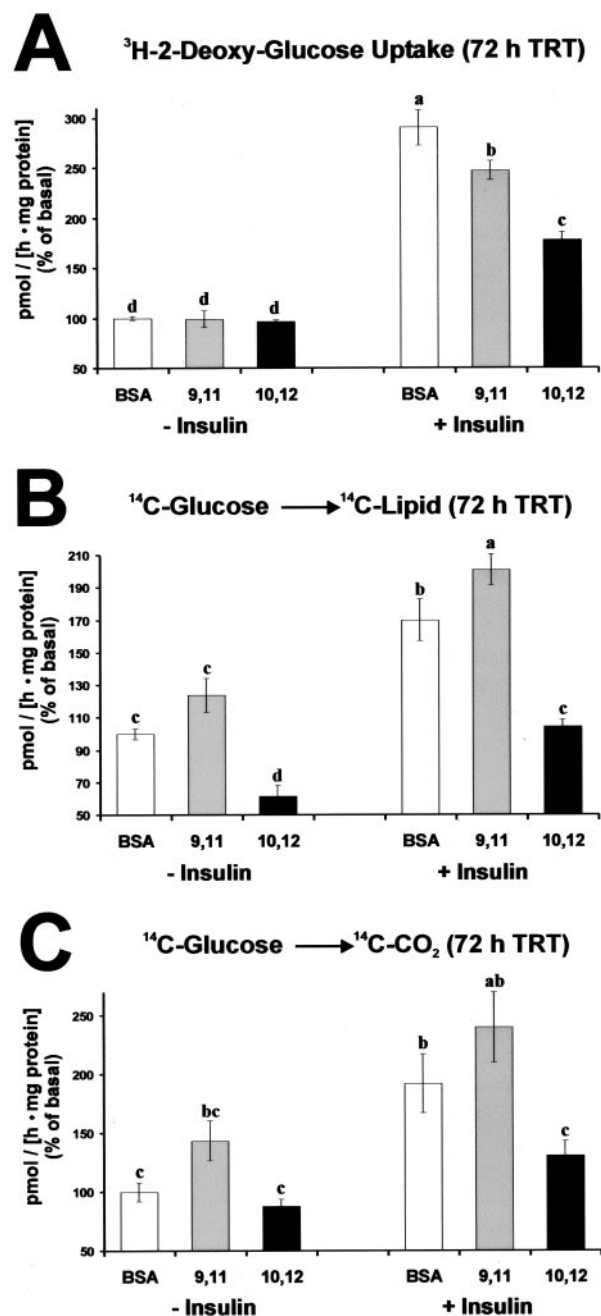 A
³H-2-Deoxy-Glucose Uptake (72 h TRT)
pmol / [h • mg protein]
(% of basal)
300
250
200
150
100
50
d
d
d
a
b
c
BSA
9,11
10,12
BSA
9,11
10,12
- Insulin
+ Insulin
B
¹⁴C-Glucose ⟶ ¹⁴C-Lipid (72 h TRT)
pmol / [h • mg protein]
(% of basal)
210
190
170
150
130
110
90
70
50
c
c
d
b
a
c
BSA
9,11
10,12
BSA
9,11
10,12
- Insulin
+ Insulin
C
¹⁴C-Glucose ⟶ ¹⁴C-CO₂ (72 h TRT)
pmol / [h • mg protein]
(% of basal)
250
200
150
100
50
c
bc
c
b
ab
c
BSA
9,11
10,12
BSA
9,11
10,12
- Insulin
+ Insulin